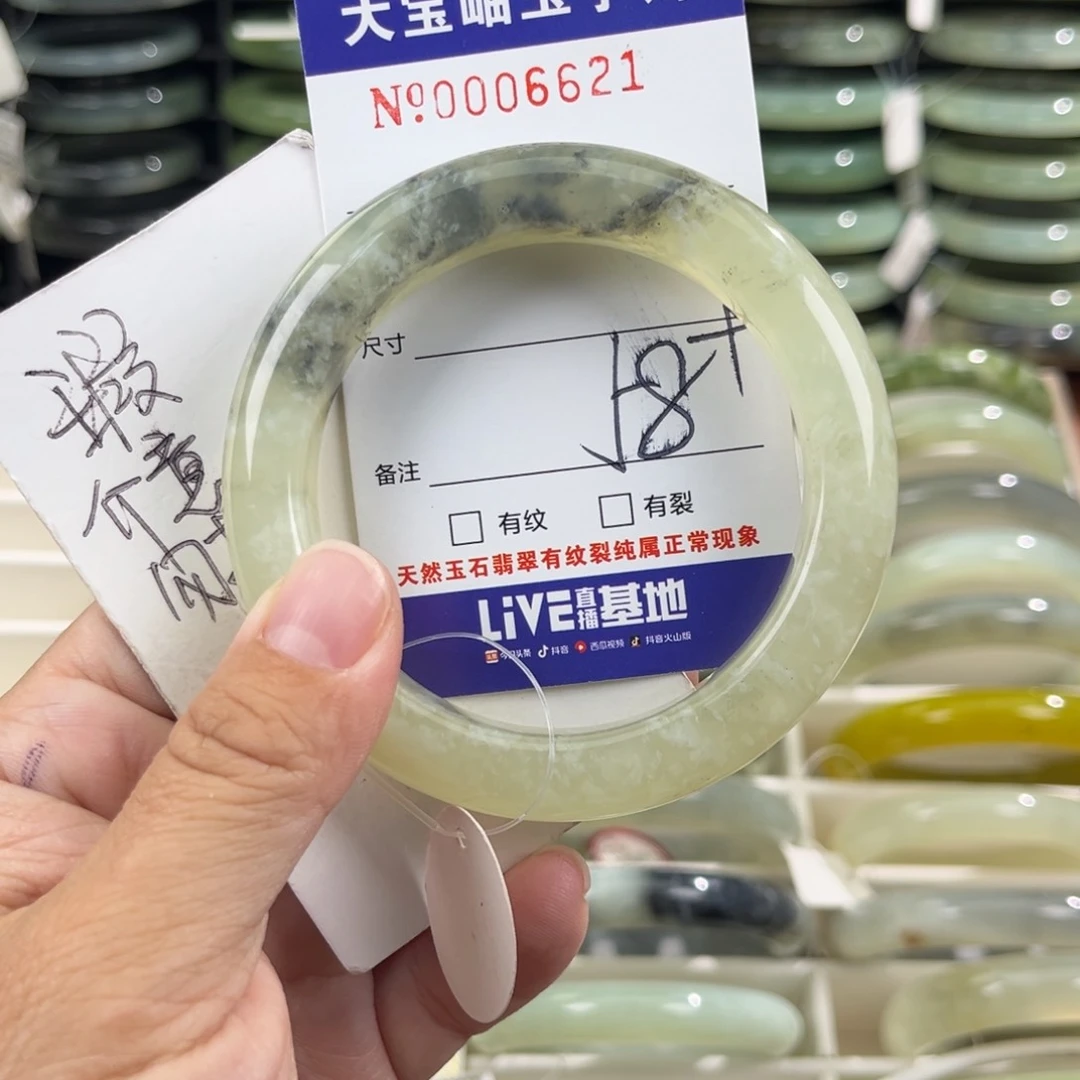 大宝岫玉手
№0006621
尺寸
58
备注
□ 有纹 □ 有裂
天然玉石翡翠有纹裂纯属正常现象
LiVE直播基地
今日头条 抖音 西瓜视频 抖音火山版